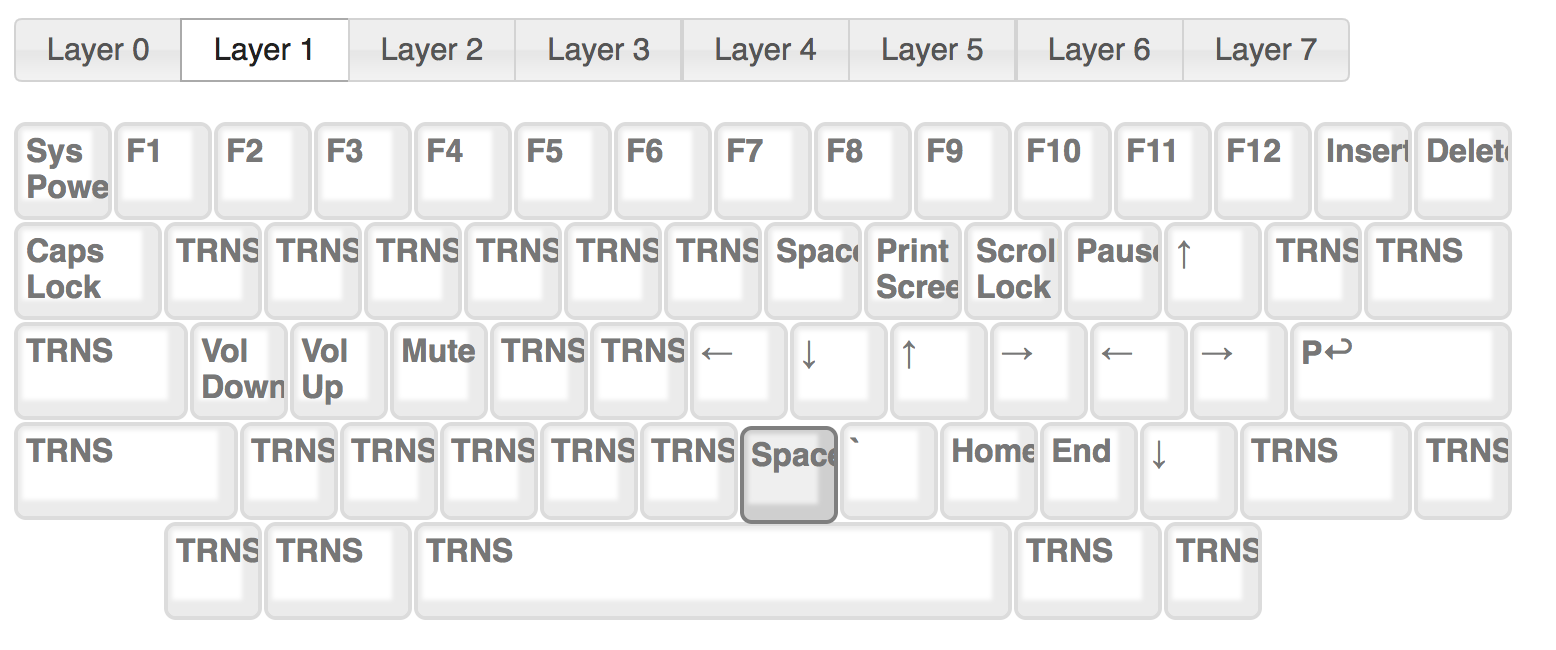 Layer 0 Layer 1 Layer 2 Layer 3 Layer 4 Layer 5 Layer 6 Layer 7
Sys Powe F1 F2 F3 F4 F5 F6 F7 F8 F9 F10 F11 F12 Insert Delet
Caps Lock TRNS TRNS TRNS TRNS TRNS TRNS Space Print Scree Scrol Lock Pause ↑ TRNS TRNS
TRNS Vol Down Vol Up Mute TRNS TRNS ← ↓ ↑ → ← → P↩
TRNS TRNS TRNS TRNS TRNS TRNS Space ` Home End ↓ TRNS TRNS
TRNS TRNS TRNS TRNS TRNS